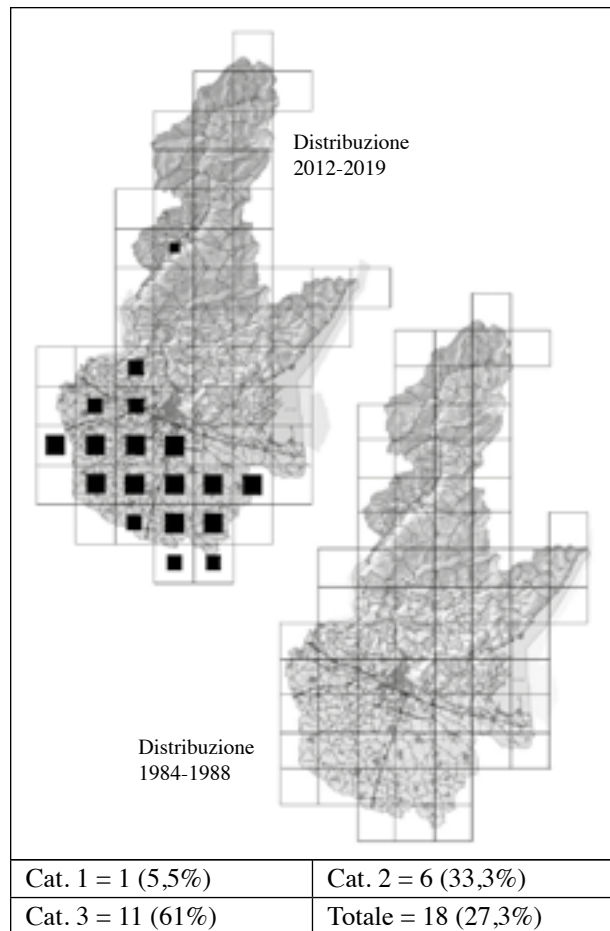 Distribuzione
2012-2019
Distribuzione
1984-1988
Cat. 1 = 1 (5,5%)
Cat. 2 = 6 (33,3%)
Cat. 3 = 11 (61%)
Totale = 18 (27,3%)